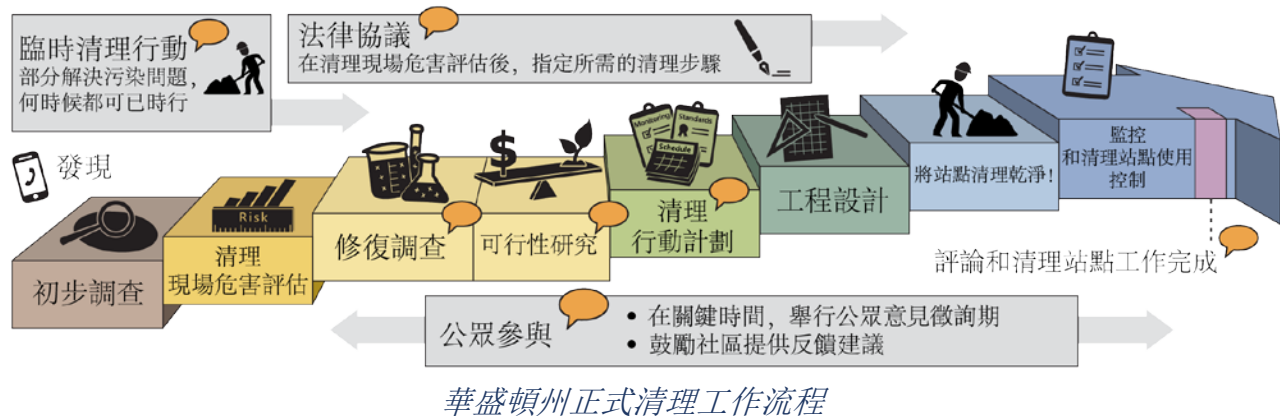 臨時清理行動
部分解決污染問題，
何時候都可已時行
法律協議
在清理現場危害評估後，指定所需的清理步驟
發現
初步調查
Risk
清理
現場危害評估
修復調查
$
可行性研究
Monitoring
Standards
Schedule
清理
行動計劃
工程設計
將站點清理乾淨！
監控
和清理站點使用
控制
評論和清理站點工作完成
公眾參與
• 在關鍵時間，舉行公眾意見徵詢期
• 鼓勵社區提供反饋建議
華盛頓州正式清理工作流程